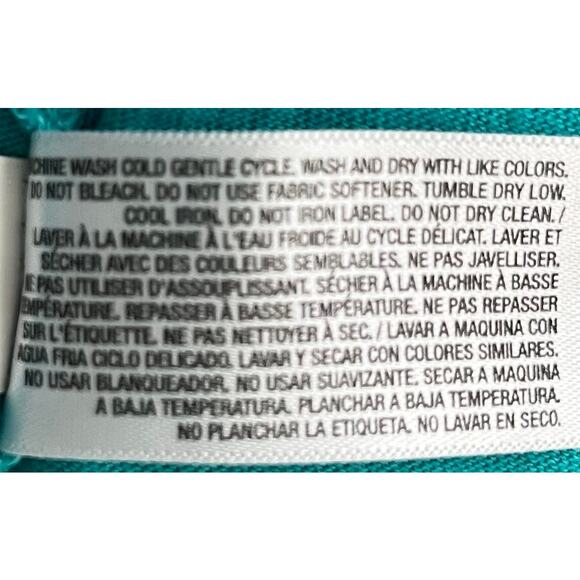 CHINE WASH COLD GENTLE CYCLE. WASH AND DRY WITH LIKE COLORS.
DO NOT BLEACH. DO NOT USE FABRIC SOFTENER. TUMBLE DRY LOW.
COOL IRON. DO NOT IRON LABEL. DO NOT DRY CLEAN. /
LAVER À LA MACHINE À L'EAU FROIDE AU CYCLE DÉLICAT. LAVER ET
SÉCHER AVEC DES COULEURS SEMBLABLES. NE PAS JAVELLISER.
NE PAS UTILISER D'ASSOUPLISSANT. SÉCHER À LA MACHINE À BASSE
TEMPÉRATURE. REPASSER À BASSE TEMPÉRATURE. NE PAS REPASSER
SUR L'ÉTIQUETTE. NE PAS NETTOYER À SEC. / LAVAR A MAQUINA CON
AGUA FRIA CICLO DELICADO. LAVAR Y SECAR CON COLORES SIMILARES.
NO USAR BLANQUEADOR. NO USAR SUAVIZANTE. SECAR A MAQUINA
A BAJA TEMPERATURA. PLANCHAR A BAJA TEMPERATURA.
NO PLANCHAR LA ETIQUETA. NO LAVAR EN SECO.